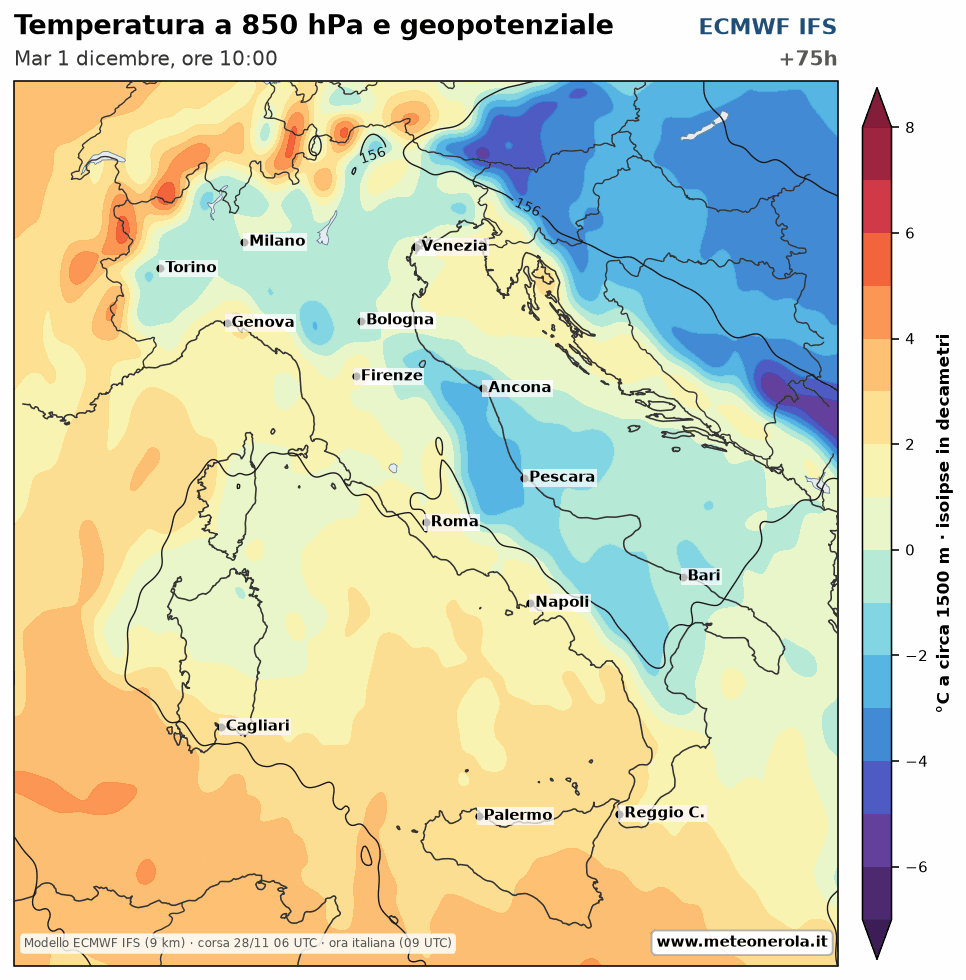 Temperatura a 850 hPa e geopotenziale
ECMWF IFS
Mar 1 dicembre, ore 10:00
+75h
156
156
Milano
Venezia
Torino
Genova
Bologna
Firenze
Ancona
Pescara
Roma
Bari
Napoli
Cagliari
Palermo
Reggio C.
8
6
4
2
0
−2
−4
−6
°C a circa 1500 m · isoipse in decametri
Modello ECMWF IFS (9 km) · corsa 28/11 06 UTC · ora italiana (09 UTC)
www.meteonerola.it